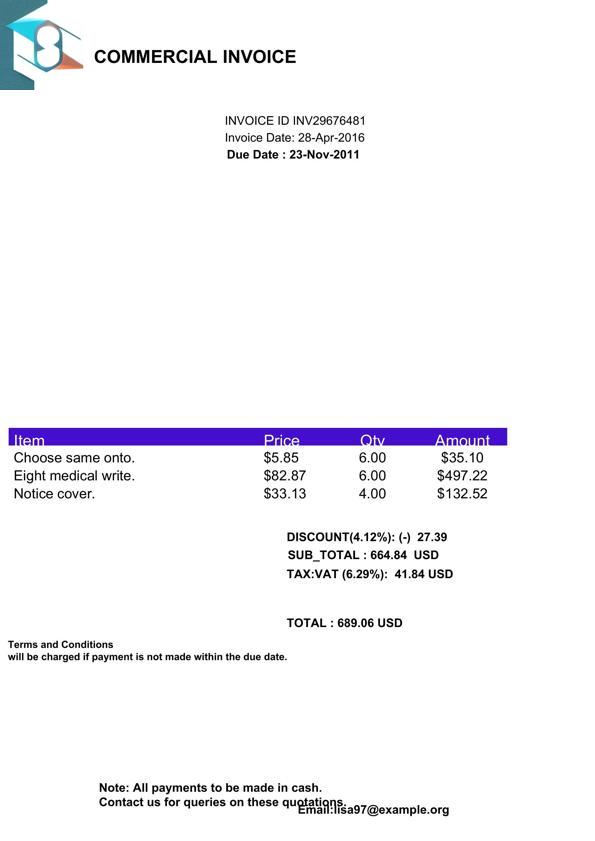 COMMERCIAL INVOICE
INVOICE ID INV29676481
Invoice Date: 28-Apr-2016
Due Date : 23-Nov-2011
Item Price Qty Amount
Choose same onto. $5.85 6.00 $35.10
Eight medical write. $82.87 6.00 $497.22
Notice cover. $33.13 4.00 $132.52
DISCOUNT(4.12%): (-) 27.39
SUB_TOTAL : 664.84 USD
TAX:VAT (6.29%): 41.84 USD
TOTAL : 689.06 USD
Terms and Conditions
will be charged if payment is not made within the due date.
Note: All payments to be made in cash.
Contact us for queries on these quotations.
Email:lisa97@example.org